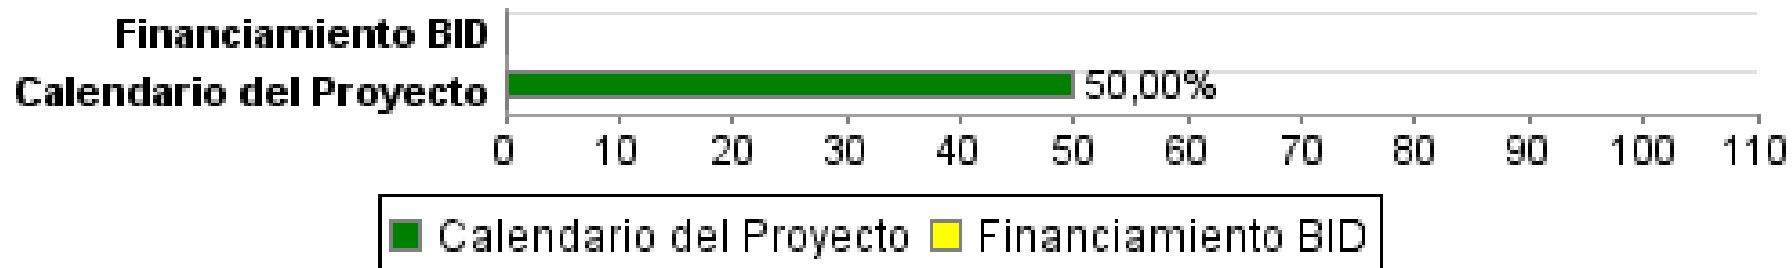 Financiamiento BID
Calendario del Proyecto 50,00%
0 10 20 30 40 50 60 70 80 90 100 110
Calendario del Proyecto Financiamiento BID